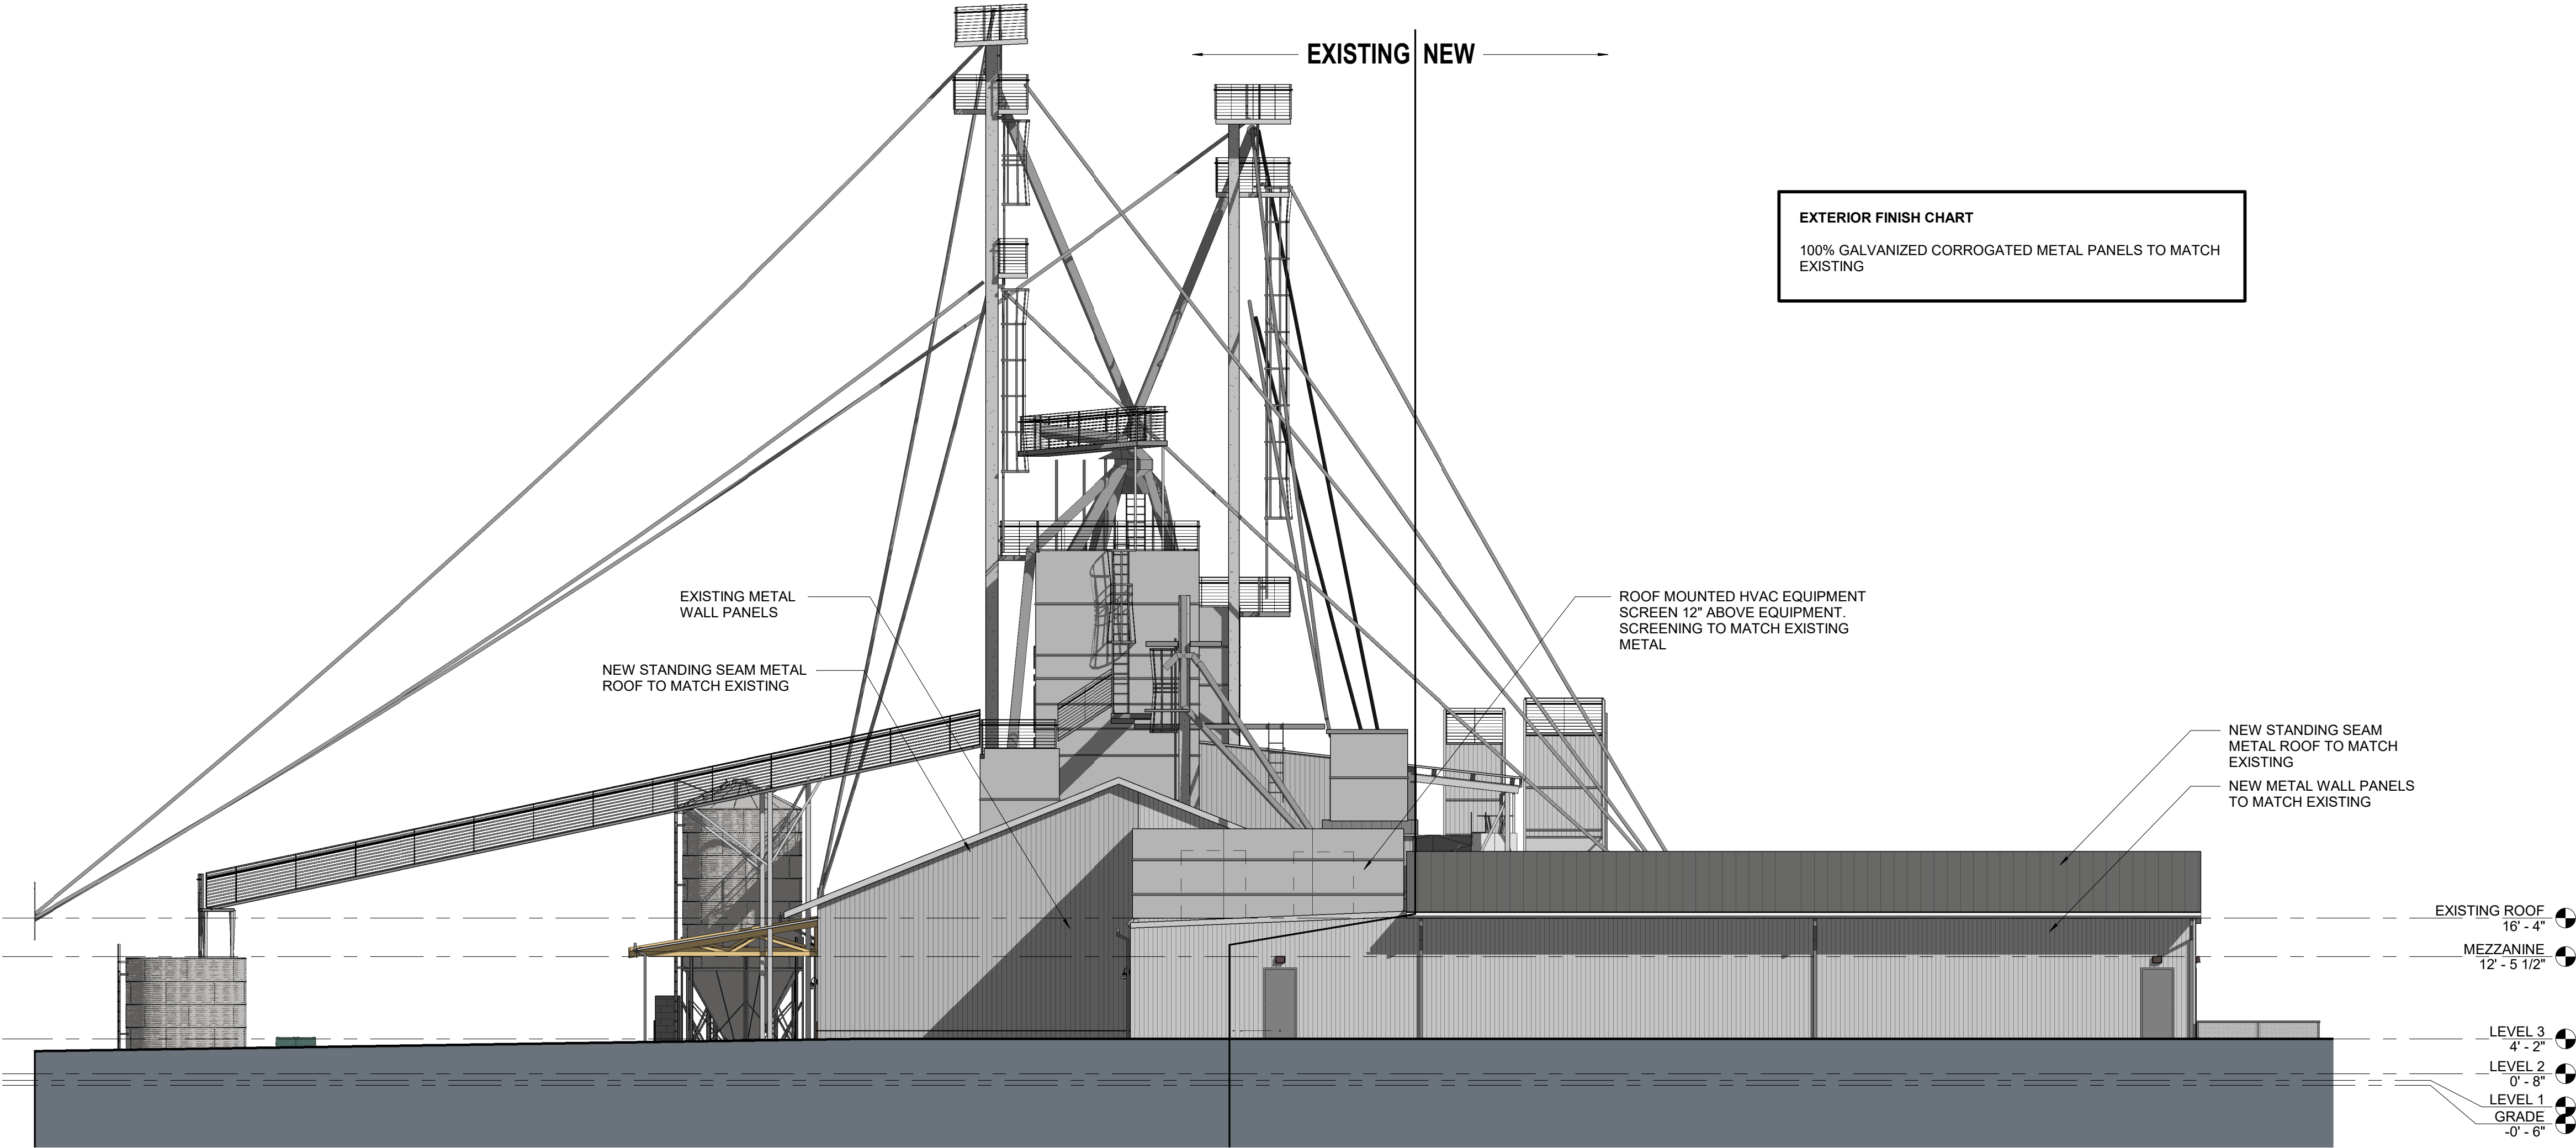 EXISTING NEW
EXTERIOR FINISH CHART
100% GALVANIZED CORROGATED METAL PANELS TO MATCH
EXISTING
EXISTING METAL
WALL PANELS
NEW STANDING SEAM METAL
ROOF TO MATCH EXISTING
ROOF MOUNTED HVAC EQUIPMENT
SCREEN 12" ABOVE EQUIPMENT.
SCREENING TO MATCH EXISTING
METAL
NEW STANDING SEAM
METAL ROOF TO MATCH
EXISTING
NEW METAL WALL PANELS
TO MATCH EXISTING
EXISTING ROOF
16' - 4"
MEZZANINE
12' - 5 1/2"
LEVEL 3
4' - 2"
LEVEL 2
0' - 8"
LEVEL 1
GRADE
-0' - 6"